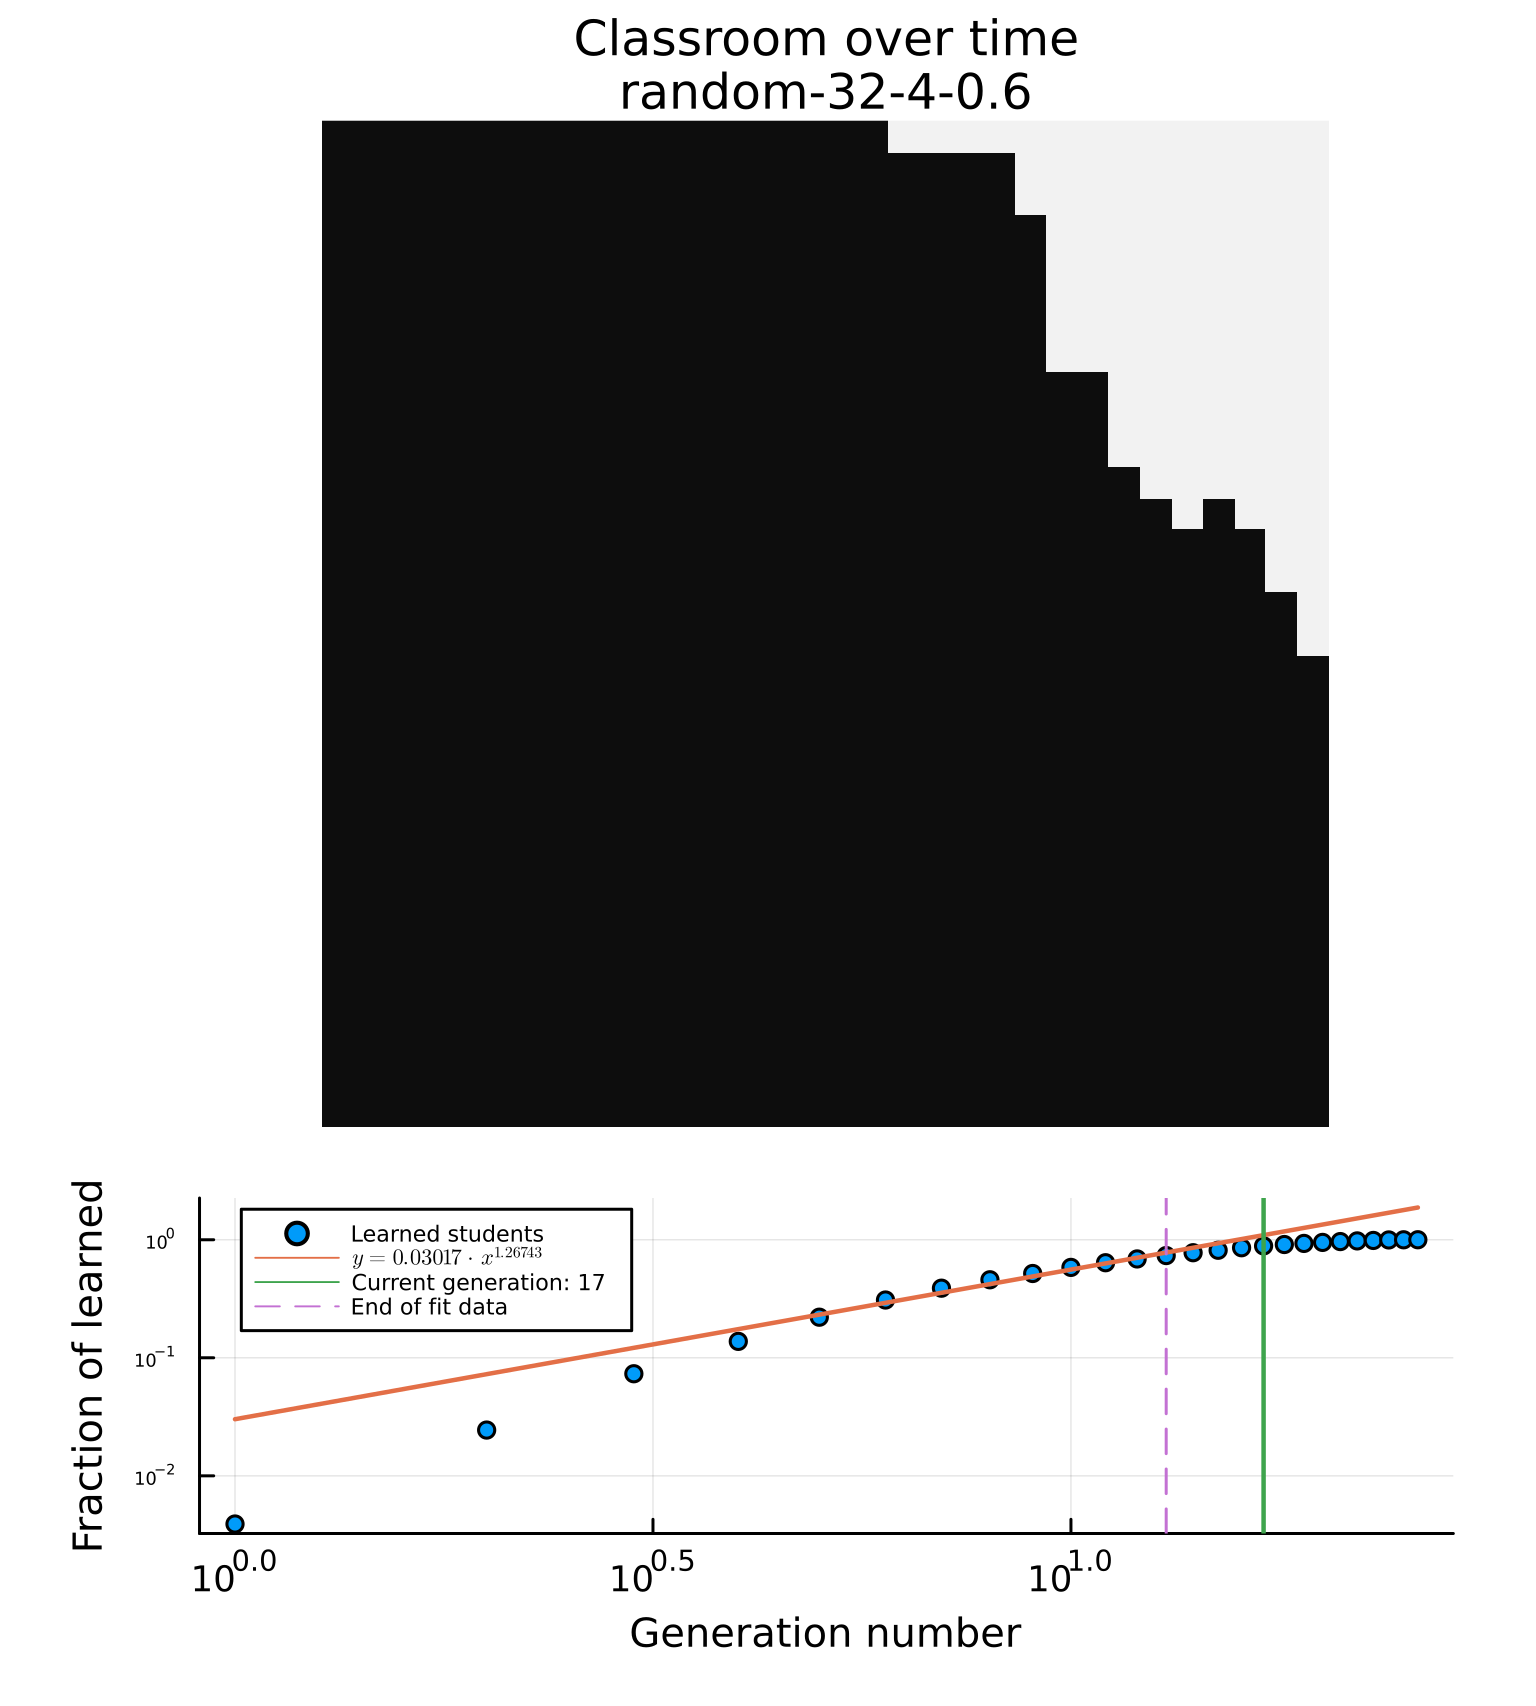 Classroom over time
random-32-4-0.6
Fraction of learned
10⁰
10⁻¹
10⁻²
Learned students
y = 0.03017 · x^1.26743
Current generation: 17
End of fit data
10^0.0 10^0.5 10^1.0
Generation number